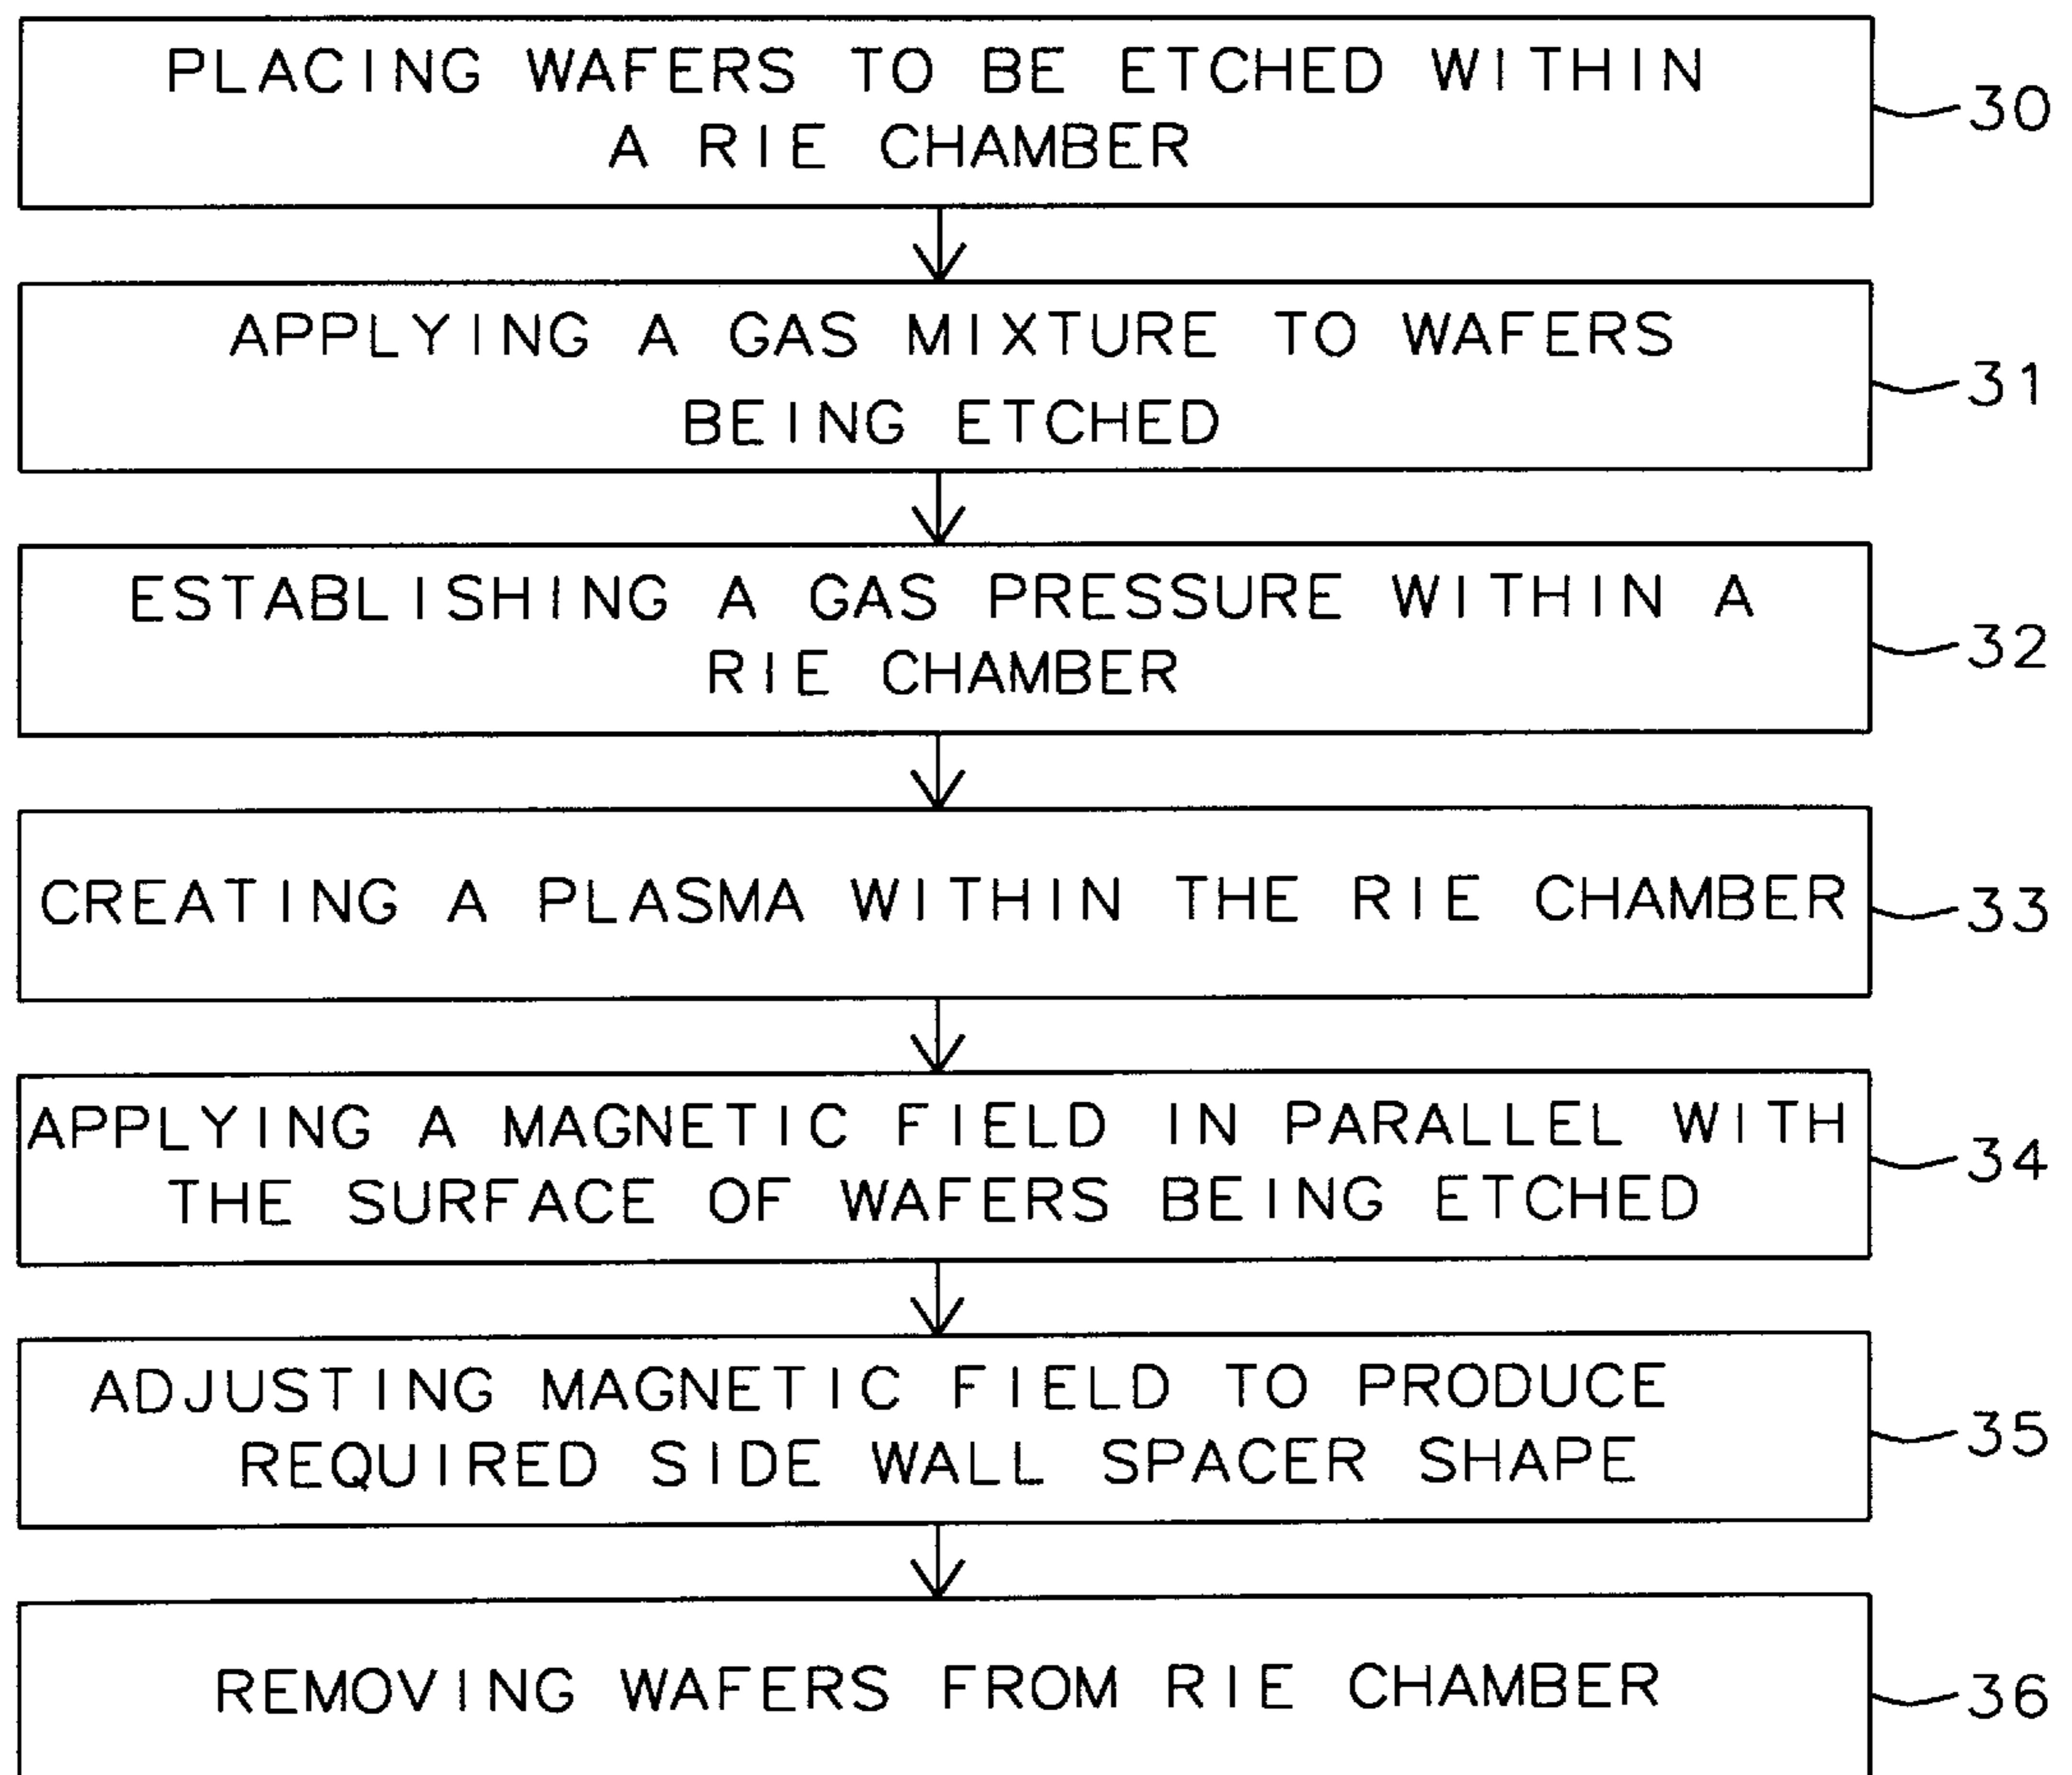 PLACING WAFERS TO BE ETCHED WITHIN
A RIE CHAMBER
30
APPLYING A GAS MIXTURE TO WAFERS
BEING ETCHED
31
ESTABLISHING A GAS PRESSURE WITHIN A
RIE CHAMBER
32
CREATING A PLASMA WITHIN THE RIE CHAMBER
33
APPLYING A MAGNETIC FIELD IN PARALLEL WITH
THE SURFACE OF WAFERS BEING ETCHED
34
ADJUSTING MAGNETIC FIELD TO PRODUCE
REQUIRED SIDE WALL SPACER SHAPE
35
REMOVING WAFERS FROM RIE CHAMBER
36